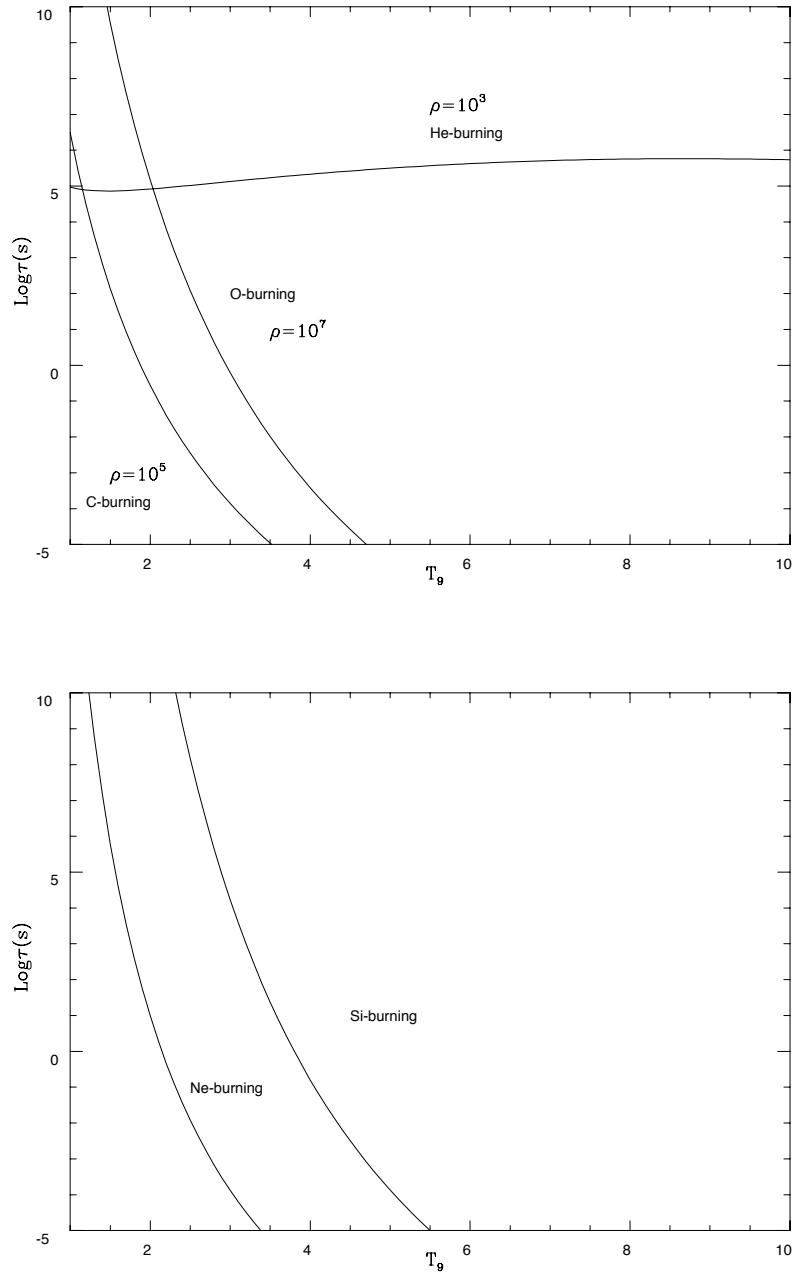 10
ρ=10³
He-burning
5
Logτ(s)
O-burning
ρ=10⁷
0
ρ=10⁵
C-burning
-5
2 4 6 8 10
T₉
10
5
Logτ(s)
Si-burning
0
Ne-burning
-5
2 4 6 8 10
T₉